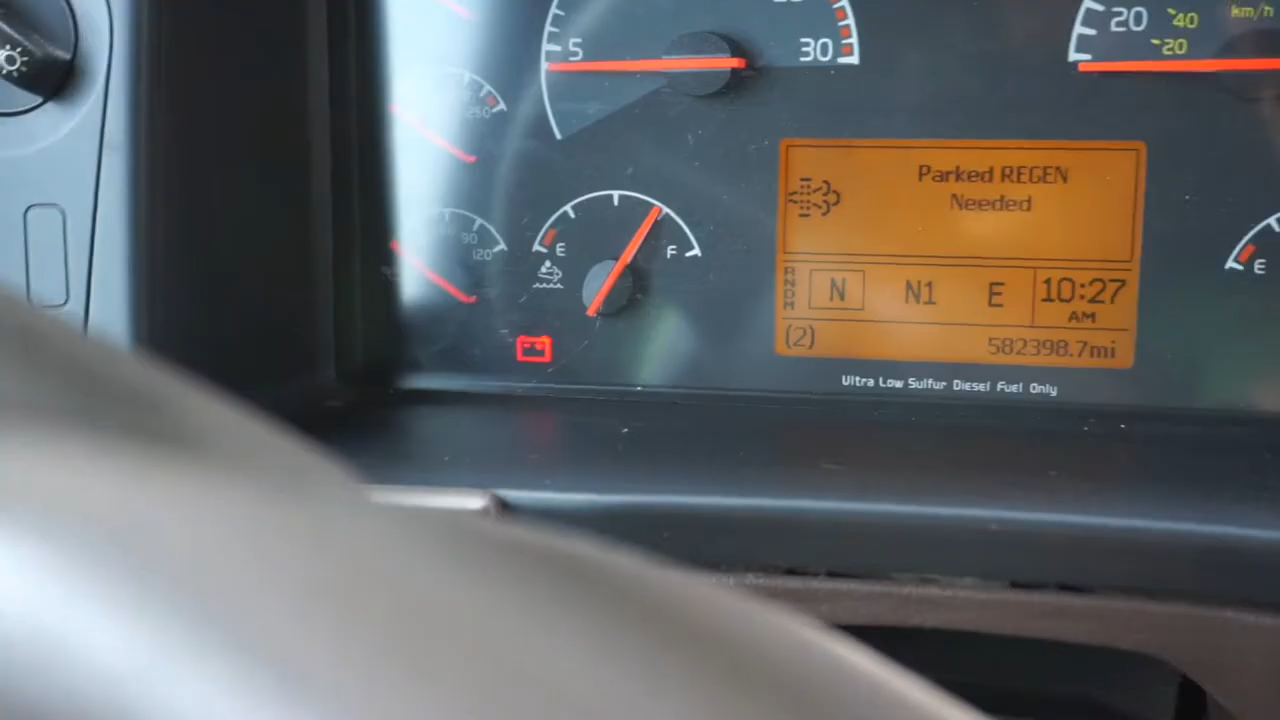 5
30
20
40
20
km/h
250
90
120
E
F
Parked REGEN
Needed
R
N
D
M
N N1 E 10:27
AM
(2) 582398.7mi
Ultra Low Sulfur Diesel Fuel Only
E